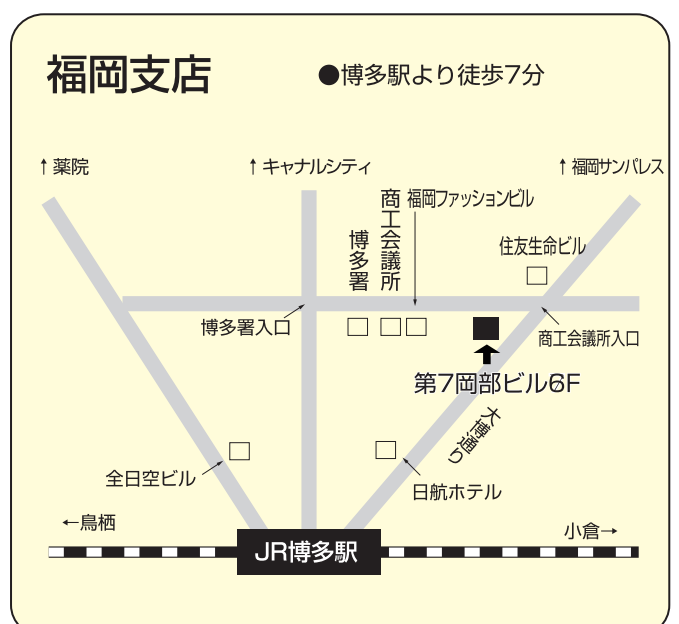 福岡支店
●博多駅より徒歩7分
↑薬院
↑キャナルシティ
↑福岡サンパレス
商工会議所
福岡ファッションビル
博多署
住友生命ビル
博多署入口
商工会議所入口
第7岡部ビル6F
大博通り
全日空ビル
日航ホテル
←鳥栖
小倉→
JR博多駅